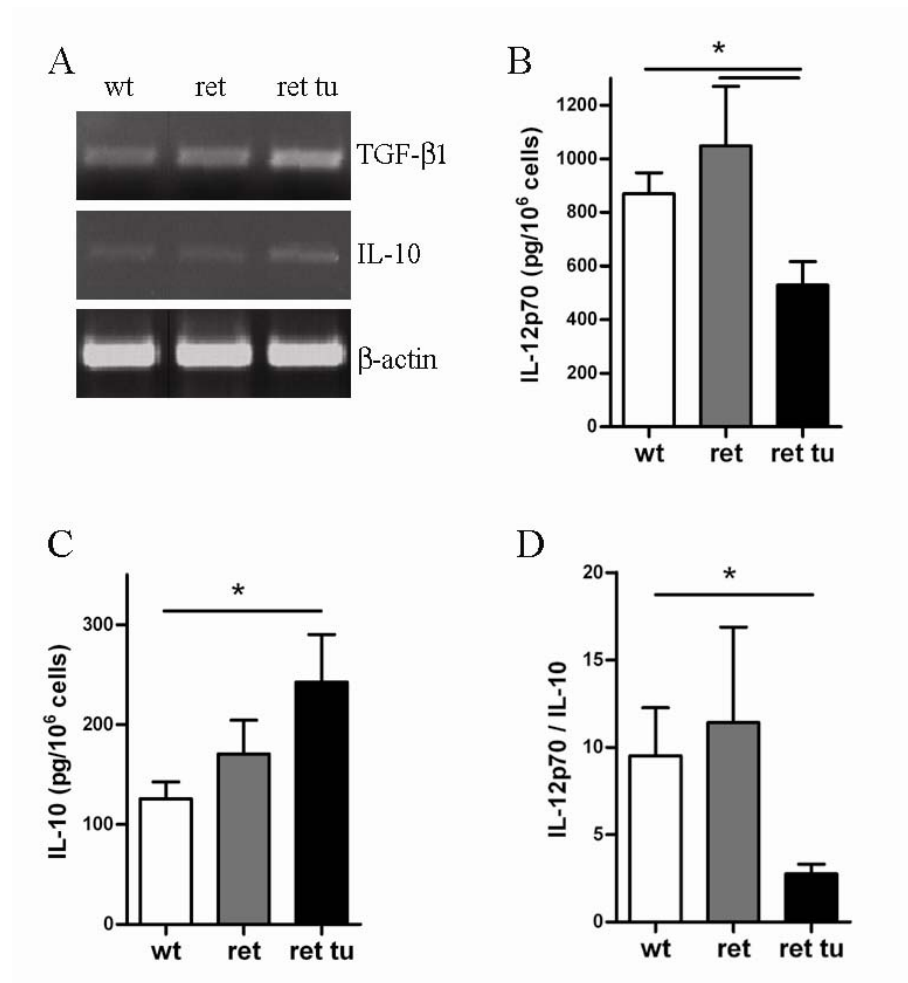 A
wt ret ret tu
TGF-β1
IL-10
β-actin
B
*
IL-12p70 (pg/10⁶ cells)
1200
1000
800
600
400
200
0
wt ret ret tu
C
*
IL-10 (pg/10⁶ cells)
300
200
100
0
wt ret ret tu
D
*
IL-12p70 / IL-10
20
15
10
5
0
wt ret ret tu